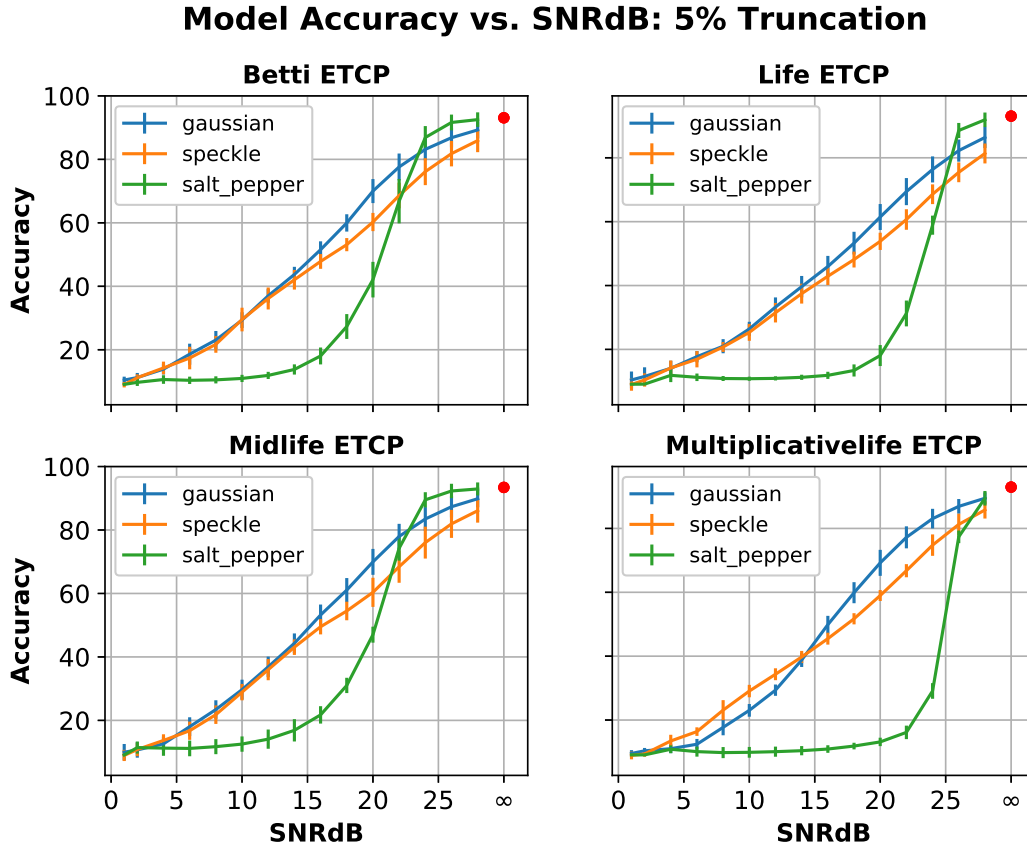 Model Accuracy vs. SNRdB: 5% Truncation
Betti ETCP
Life ETCP
100
80
60
40
20
Accuracy
gaussian
speckle
salt_pepper
gaussian
speckle
salt_pepper
Midlife ETCP
Multiplicativelife ETCP
100
80
60
40
20
Accuracy
gaussian
speckle
salt_pepper
gaussian
speckle
salt_pepper
0 5 10 15 20 25 ∞
0 5 10 15 20 25 ∞
SNRdB
SNRdB